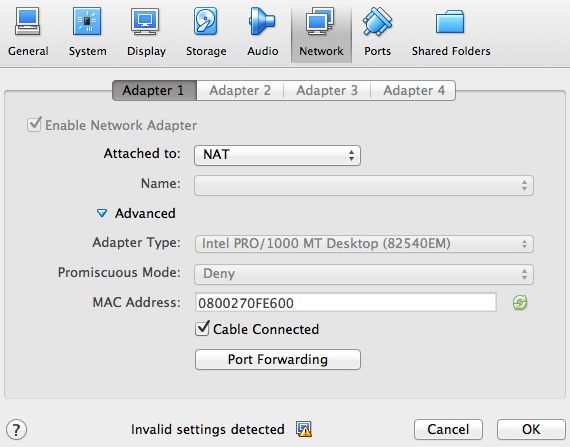 General System Display Storage Audio Network Ports Shared Folders
Adapter 1 Adapter 2 Adapter 3 Adapter 4
Enable Network Adapter
Attached to: NAT
Name:
Advanced
Adapter Type: Intel PRO/1000 MT Desktop (82540EM)
Promiscuous Mode: Deny
MAC Address: 0800270FE600
Cable Connected
Port Forwarding
? Invalid settings detected Cancel OK